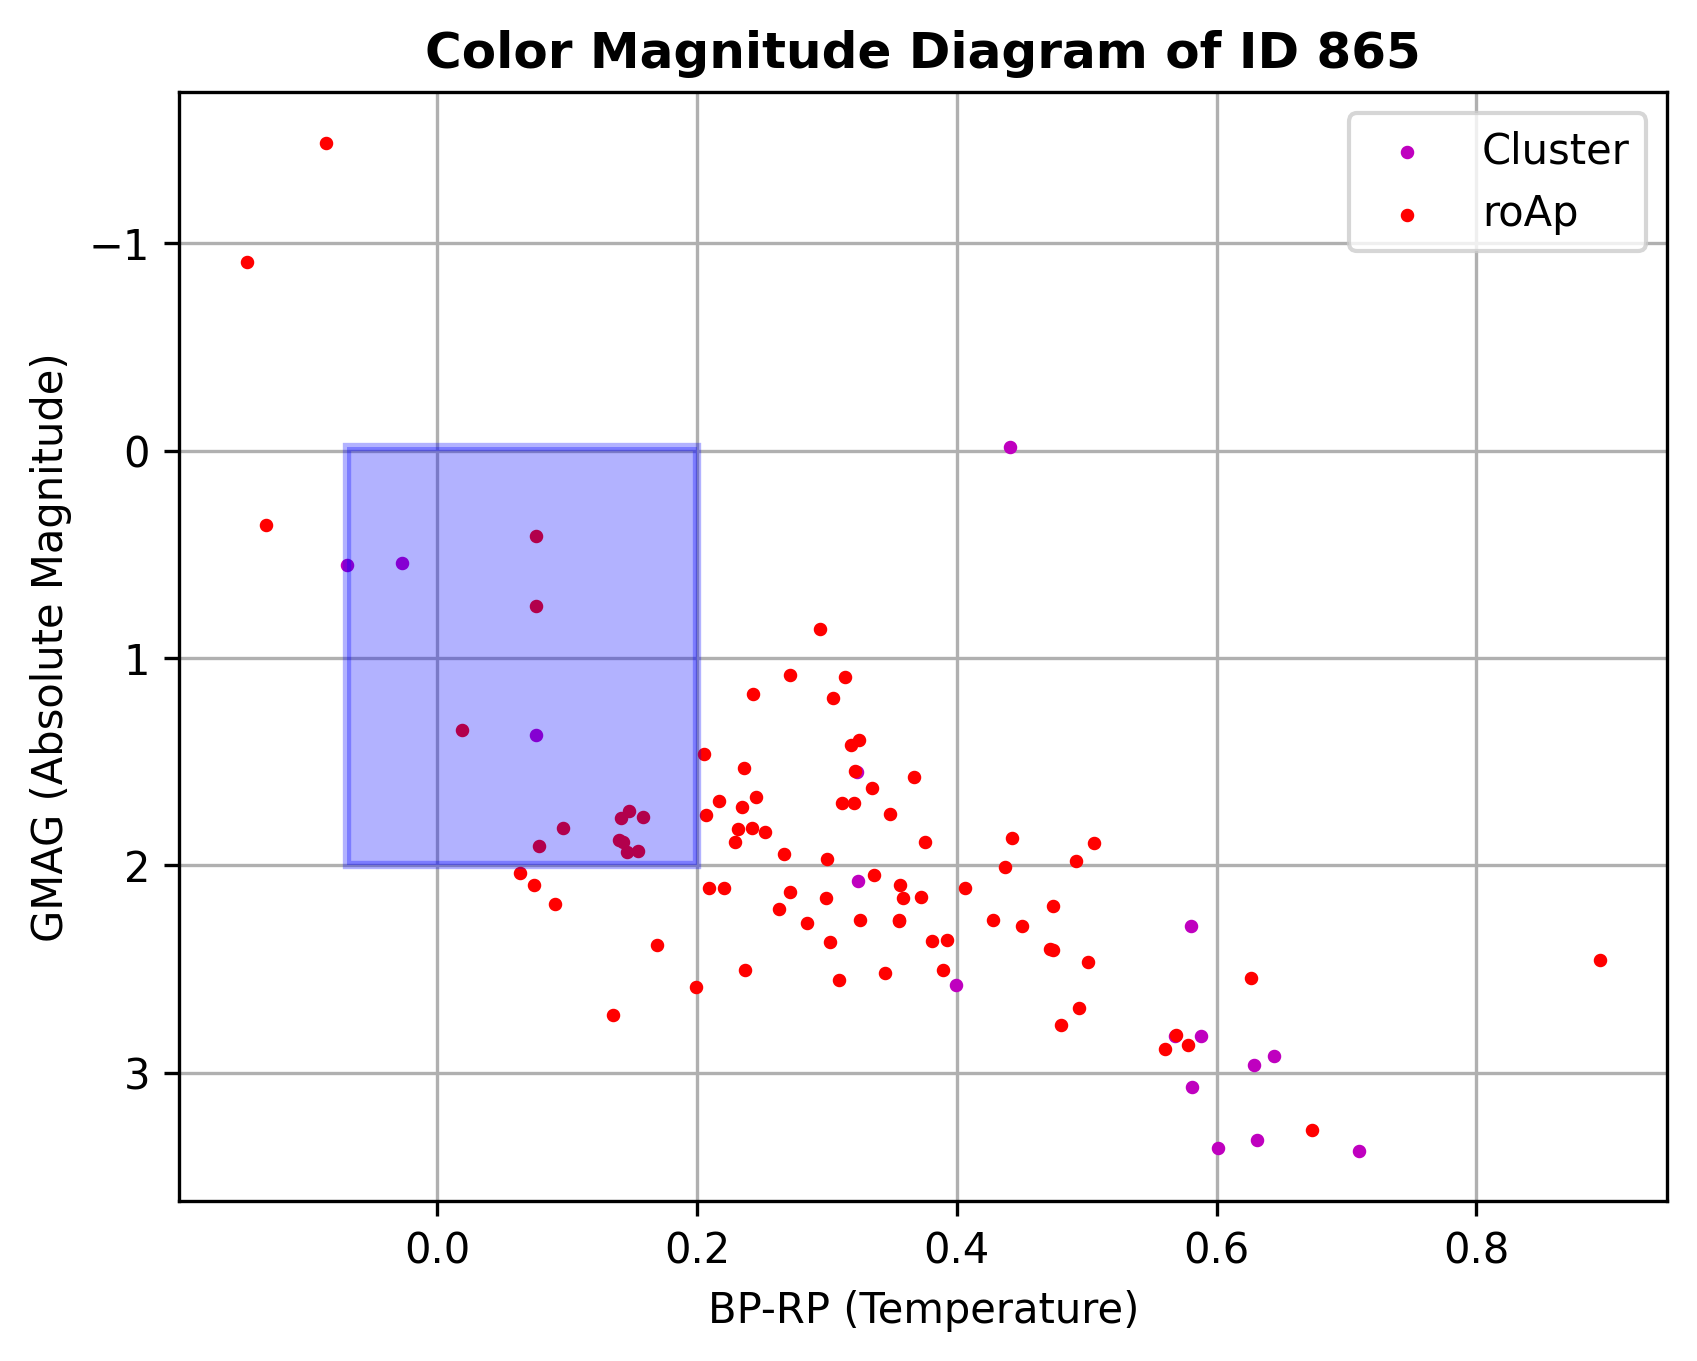 Color Magnitude Diagram of ID 865
Cluster
roAp
GMAG (Absolute Magnitude)
−1
0
1
2
3
0.0 0.2 0.4 0.6 0.8
BP-RP (Temperature)